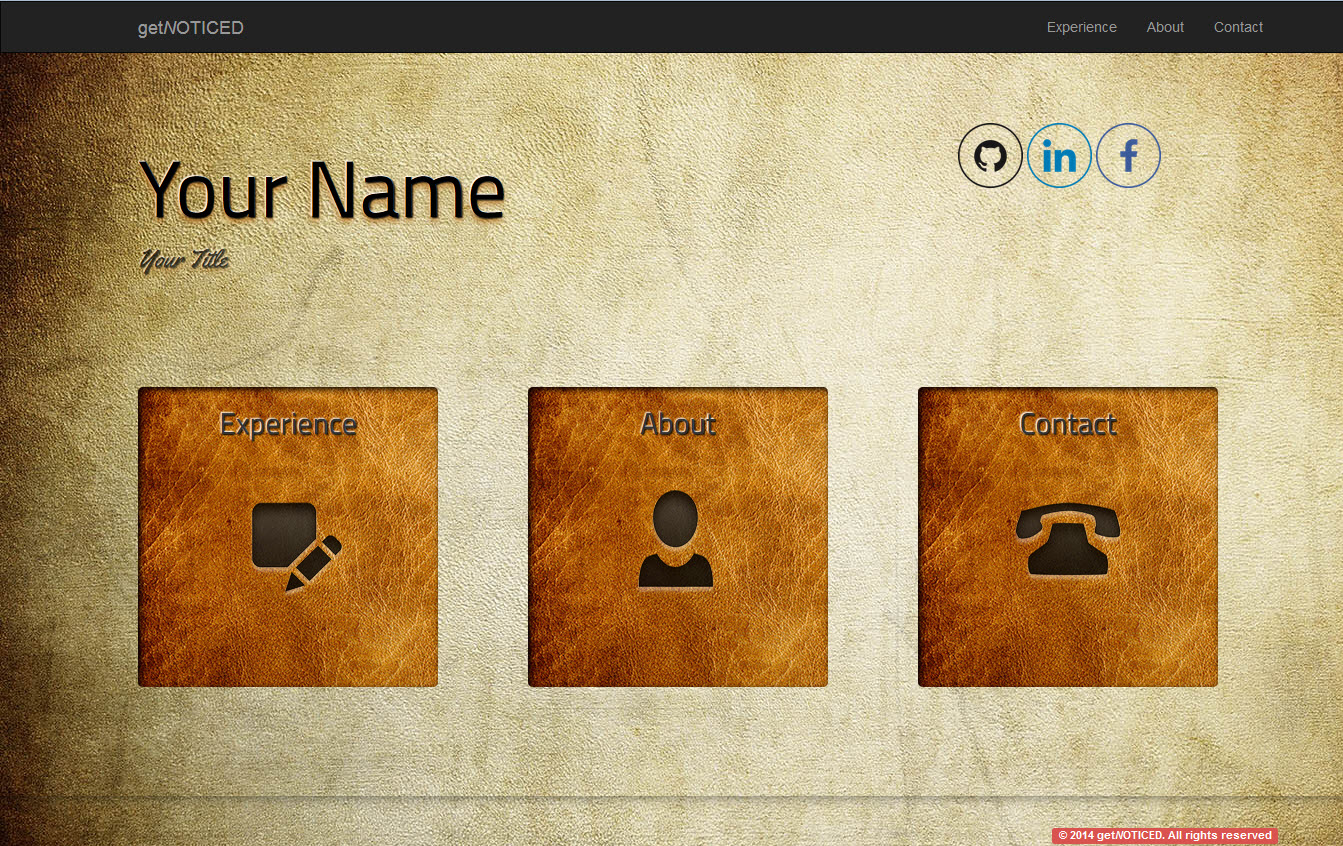 getNOTICED
Experience About Contact
in f
Your Name
Your Title
Experience
About
Contact
© 2014 getNOTICED. All rights reserved